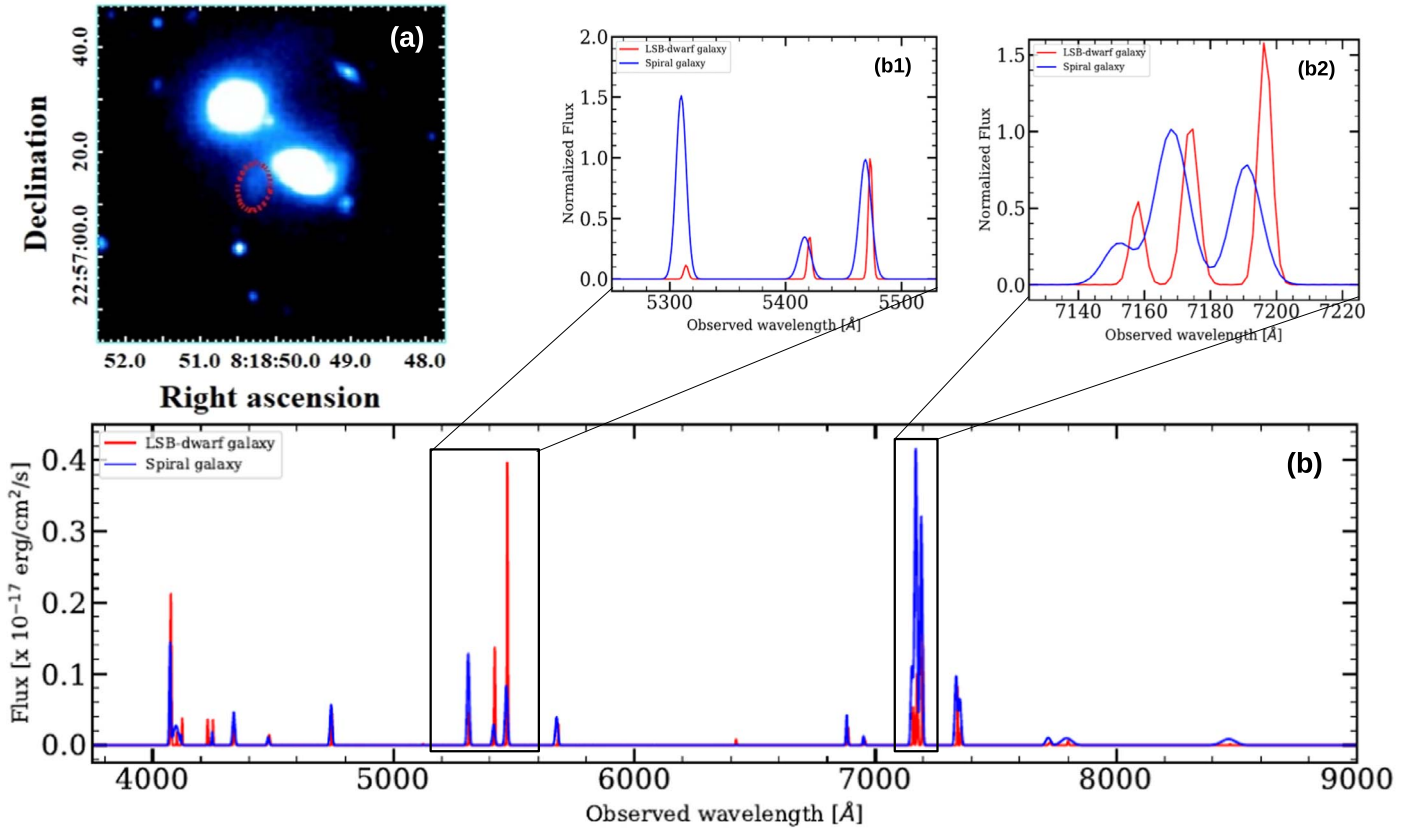 (a)
40.0
20.0
22:57:00.0
Declination
52.0 51.0 8:18:50.0 49.0 48.0
Right ascension
LSB-dwarf galaxy
Spiral galaxy
(b1)
2.0
1.5
1.0
0.5
0.0
Normalized Flux
5300 5400 5500
Observed wavelength [Å]
LSB-dwarf galaxy
Spiral galaxy
(b2)
1.5
1.0
0.5
0.0
Normalized Flux
7140 7160 7180 7200 7220
Observed wavelength [Å]
LSB-dwarf galaxy
Spiral galaxy
(b)
0.4
0.3
0.2
0.1
0.0
Flux [x 10⁻¹⁷ erg/cm²/s]
4000 5000 6000 7000 8000 9000
Observed wavelength [Å]